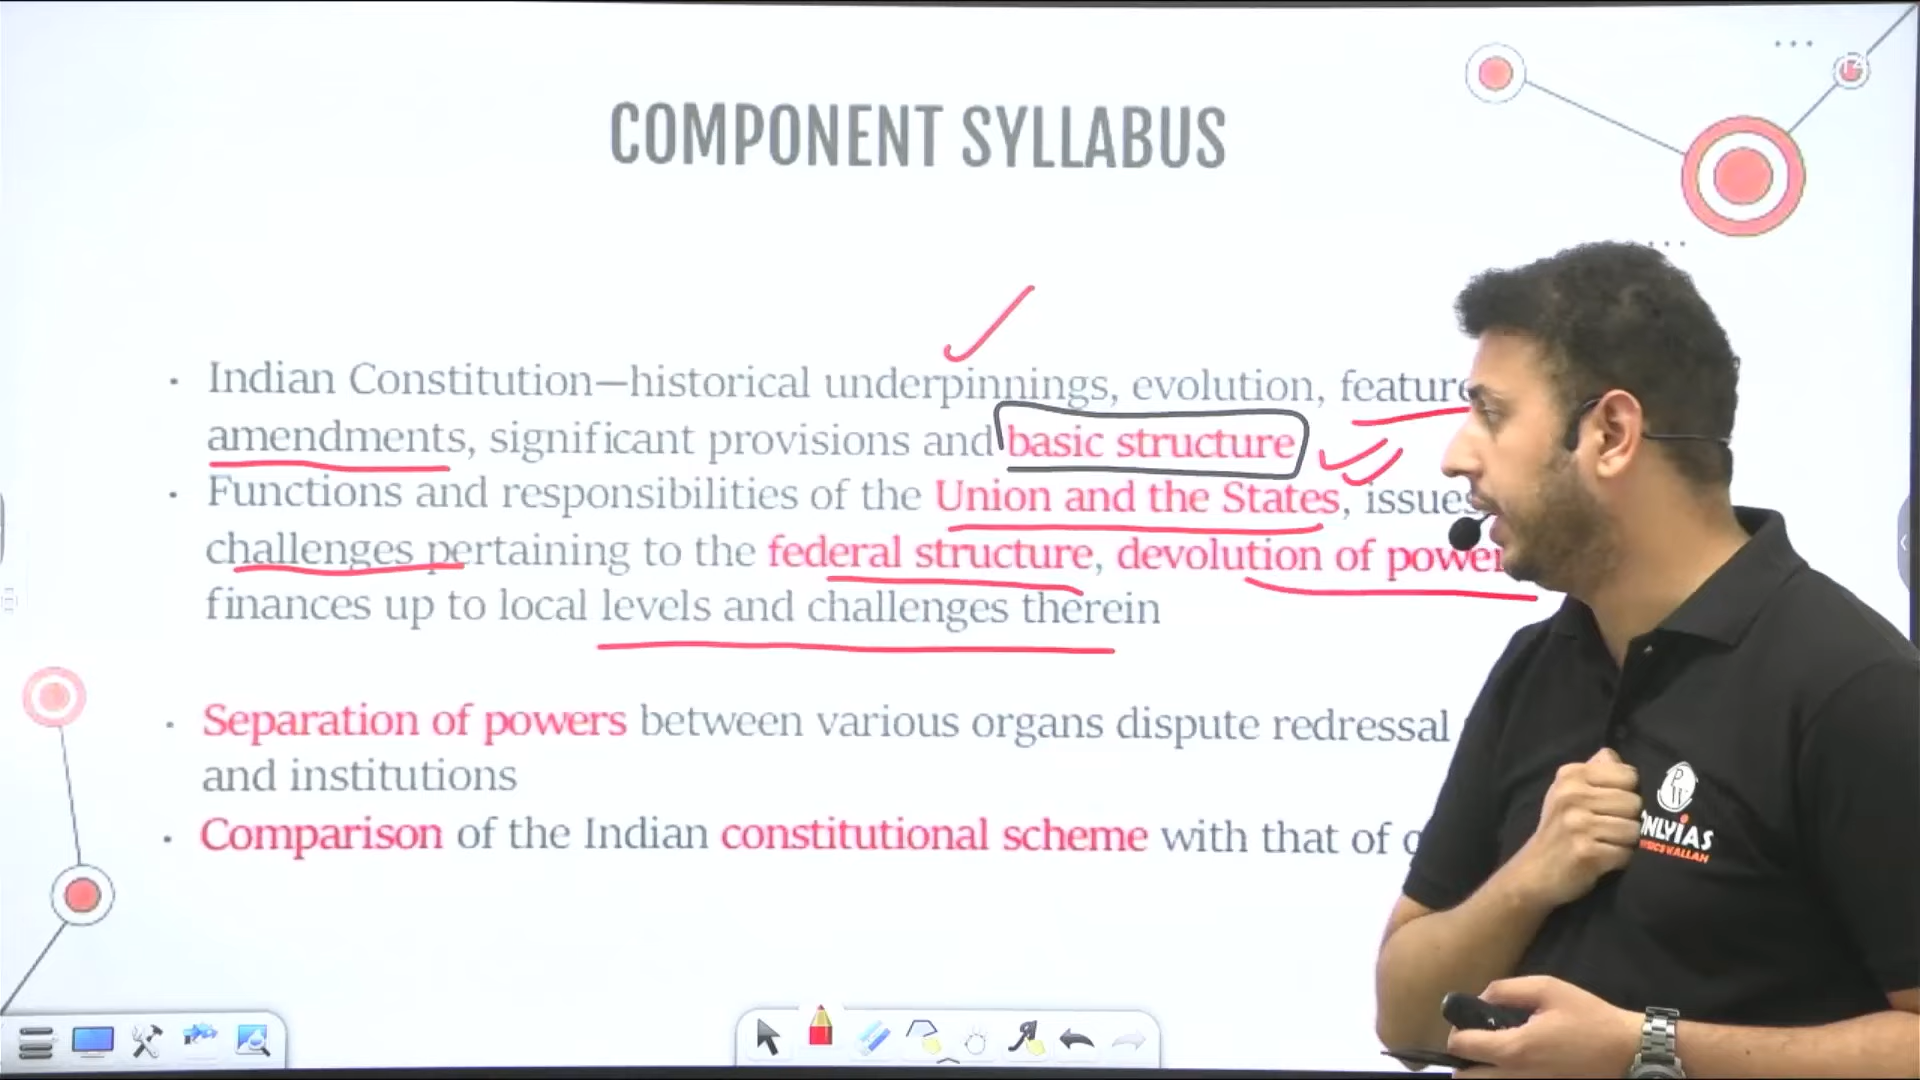 COMPONENT SYLLABUS
• Indian Constitution—historical underpinnings, evolution,
amendments, significant provisions and basic structure
• Functions and responsibilities of the Union and the States, issues
challenges pertaining to the federal structure, devolution of power
finances up to local levels and challenges therein
• Separation of powers between various organs dispute redressal
and institutions
• Comparison of the Indian constitutional scheme with that of
PW
ONLYIAS